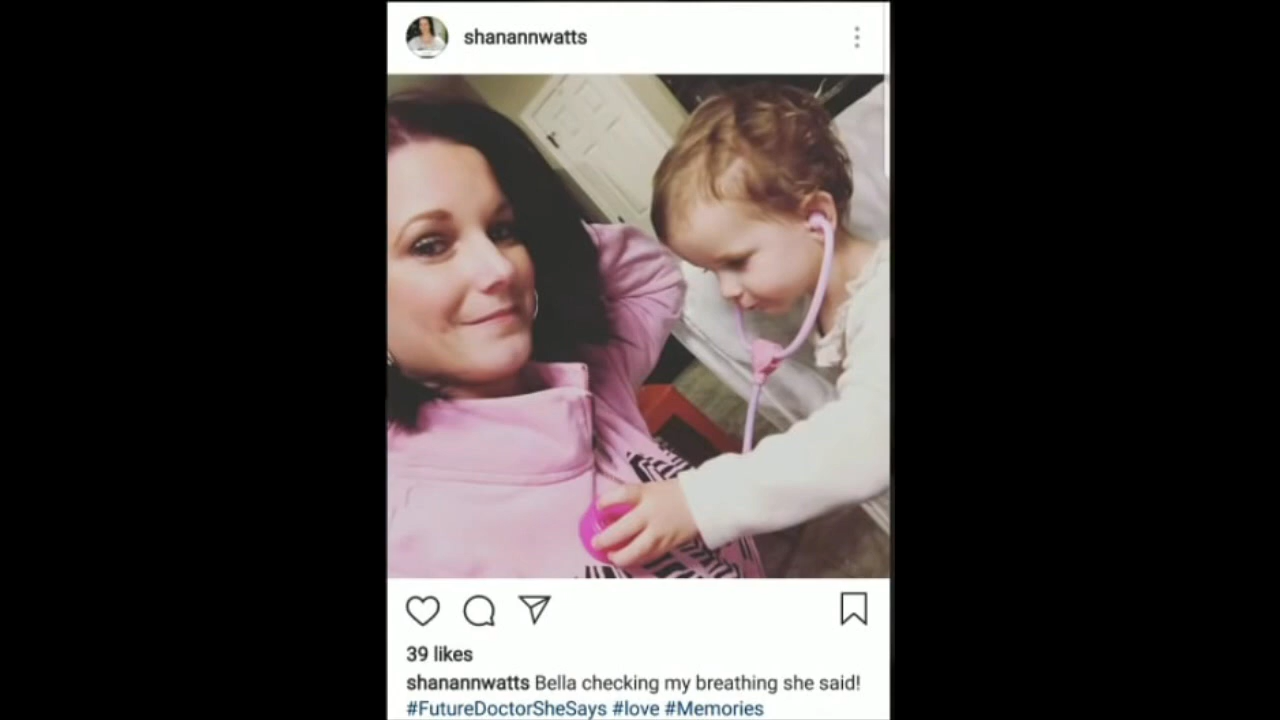 shanannwatts
39 likes
shanannwatts Bella checking my breathing she said!
#FutureDoctorSheSays #love #Memories